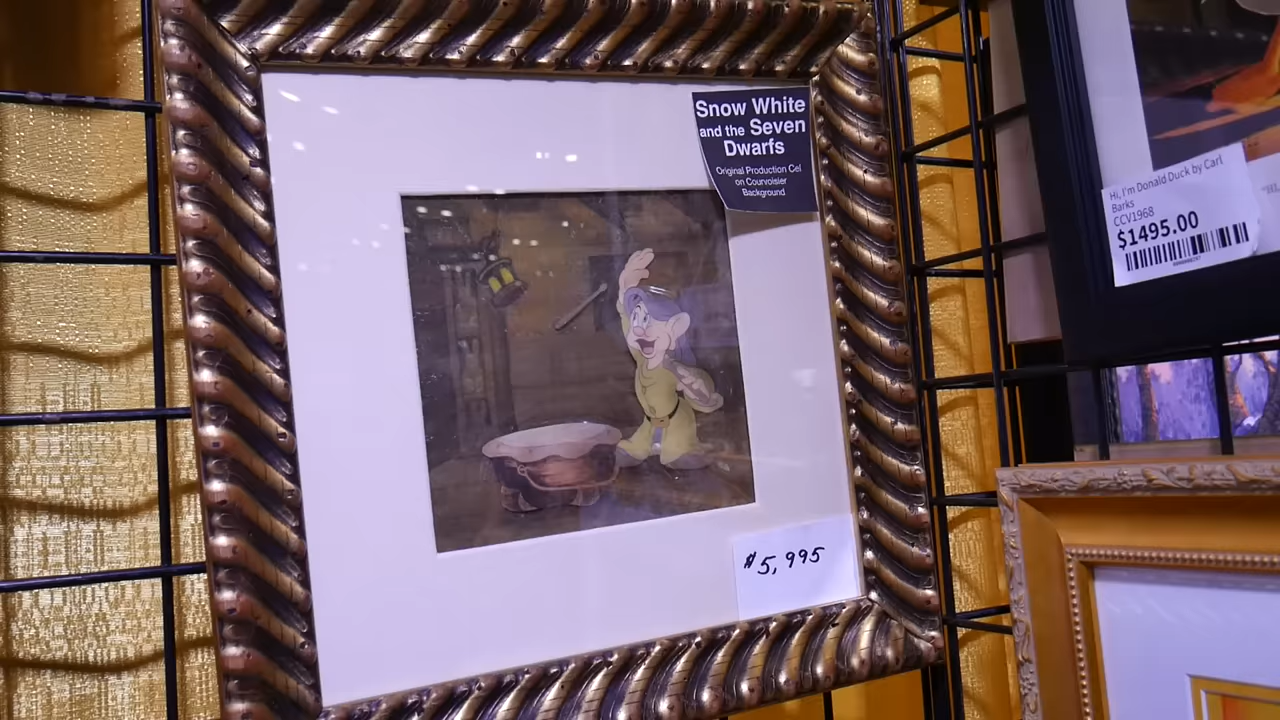 Snow White
and the Seven
Dwarfs
Original Production Cel
on Courvoisier
Background
$5,995
Hi, I'm Donald Duck by Carl
Barks
CCV1968
$1495.00